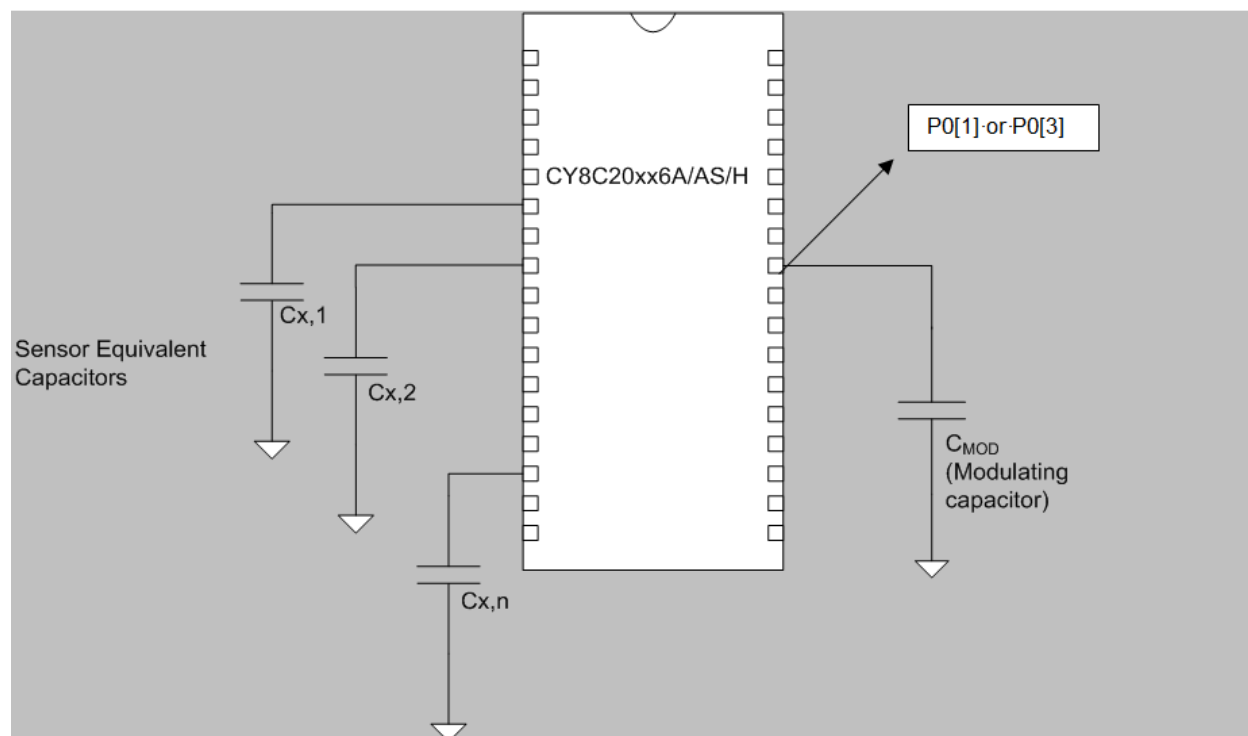 P0[1]·or·P0[3]
CY8C20xx6A/AS/H
Cx,1
Sensor Equivalent
Capacitors
Cx,2
CMOD
(Modulating
capacitor)
Cx,n